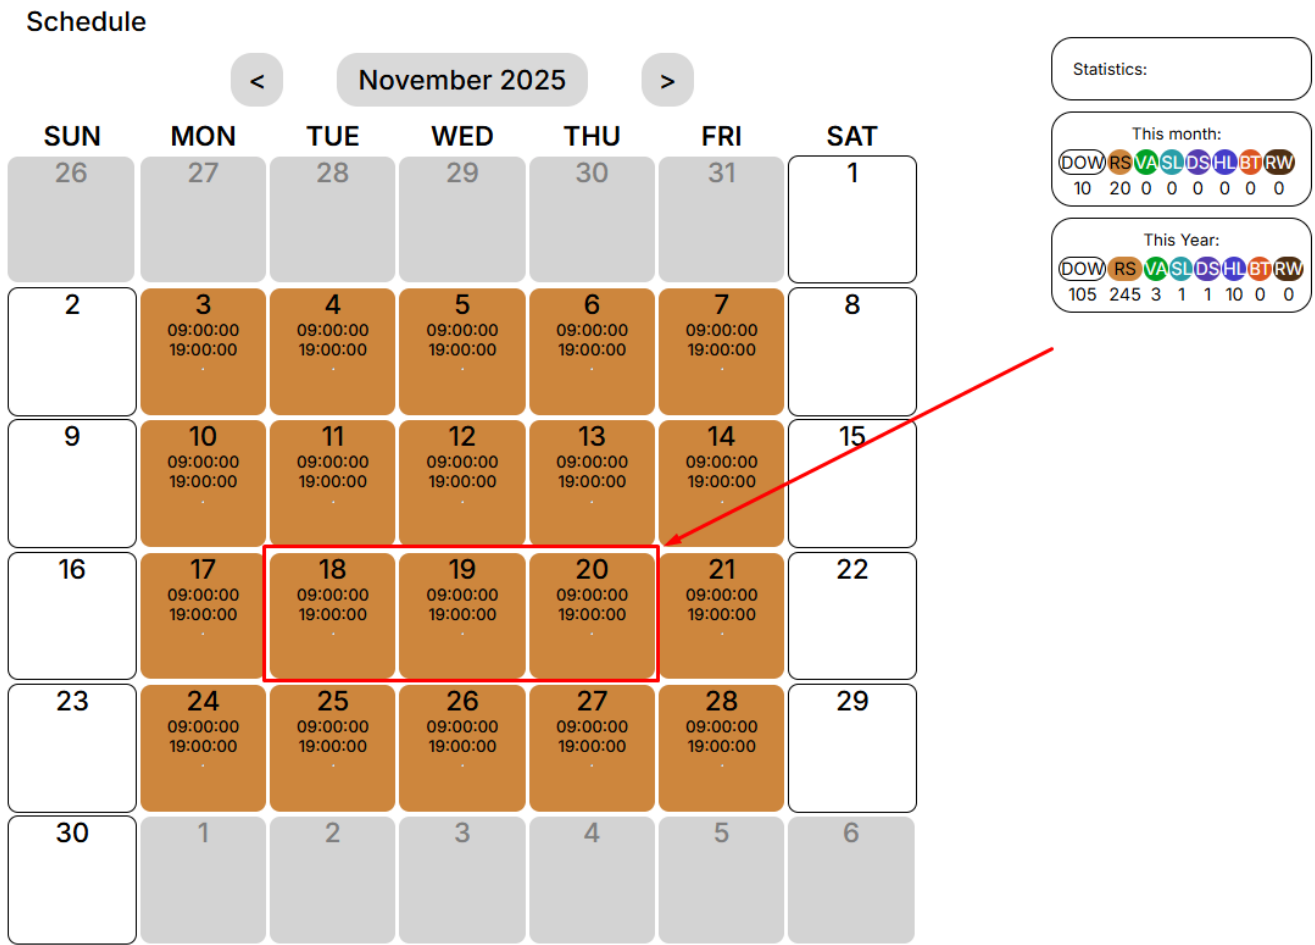 Schedule
< November 2025 >
SUN MON TUE WED THU FRI SAT
26 27 28 29 30 31 1
2 3 4 5 6 7 8
09:00:00 09:00:00 09:00:00 09:00:00 09:00:00
19:00:00 19:00:00 19:00:00 19:00:00 19:00:00
9 10 11 12 13 14 15
09:00:00 09:00:00 09:00:00 09:00:00 09:00:00
19:00:00 19:00:00 19:00:00 19:00:00 19:00:00
16 17 18 19 20 21 22
09:00:00 09:00:00 09:00:00 09:00:00 09:00:00
19:00:00 19:00:00 19:00:00 19:00:00 19:00:00
23 24 25 26 27 28 29
09:00:00 09:00:00 09:00:00 09:00:00 09:00:00
19:00:00 19:00:00 19:00:00 19:00:00 19:00:00
30 1 2 3 4 5 6
Statistics:
This month:
DOW RS VA SL DS HL BT RW
10 20 0 0 0 0 0 0
This Year:
DOW RS VA SL DS HL BT RW
105 245 3 1 1 10 0 0